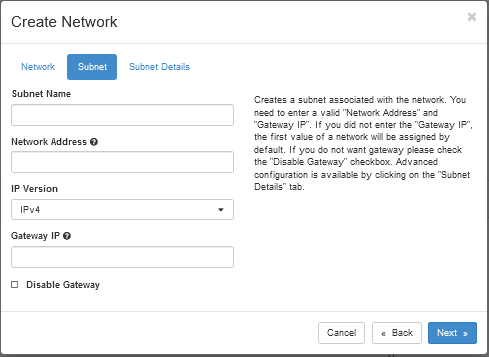 Create Network
×
Network Subnet Subnet Details
Subnet Name
Creates a subnet associated with the network. You
need to enter a valid "Network Address" and
"Gateway IP". If you did not enter the "Gateway IP",
the first value of a network will be assigned by
default. If you do not want gateway please check
the "Disable Gateway" checkbox. Advanced
configuration is available by clicking on the "Subnet
Details" tab.
Network Address ?
IP Version
IPv4
Gateway IP ?
Disable Gateway
Cancel « Back Next »